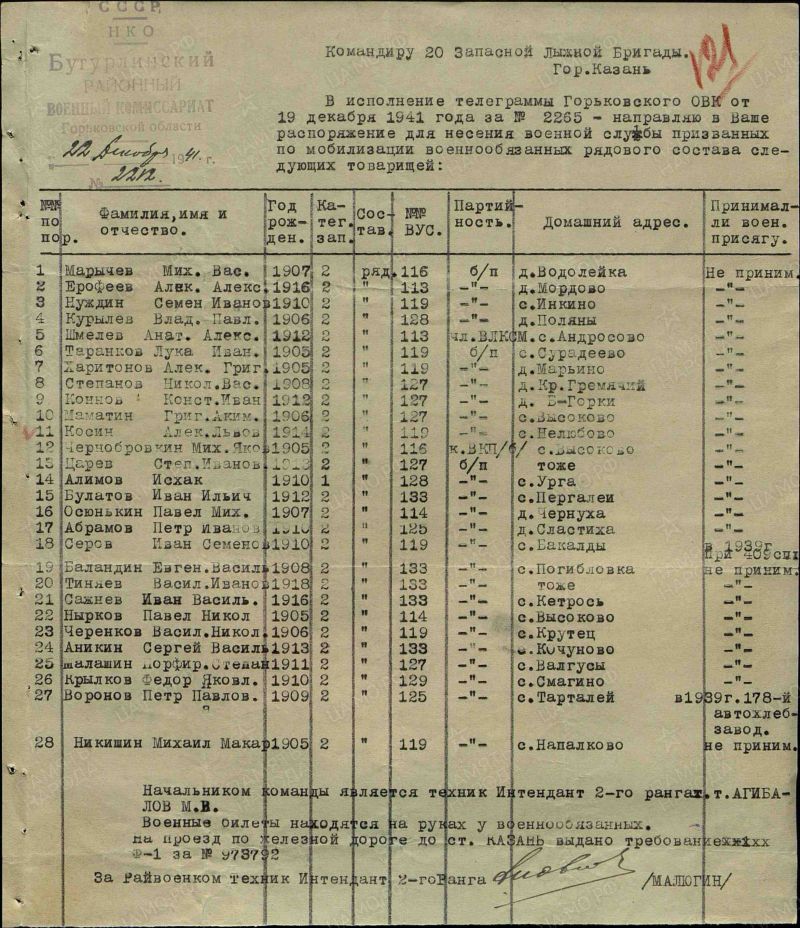 СССР
НКО
Бутурлинский
РАЙОННЫЙ
ВОЕННЫЙ КОМИССАРИАТ
Горьковской области
22 декабря 1941 г.
№ 2212.
121
Командиру 20 Запасной Лыжной Бригады.
Гор.Казань
В исполнение телеграммы Горьковского ОВК от
19 декабря 1941 года за № 2265 - направляю в Ваше
распоряжение для несения военной службы призванных
по мобилизации военнообязанных рядового состава сле-
дующих товарищей:
№№ по пор. Фамилия,имя и отчество. Год рож-ден. Ка-тег. зап. Сос-тав. №№ ВУС. Партий-ность. Домашний адрес. Принимал-ли воен. присягу.
1 Марычев Мих. Вас. 1907 2 ряд. 116 б/п д.Водолейка Не приним.
2 Ерофеев Алек. Алекс. 1916 2 " 113 -"- д.Мордово -"-
3 Нуждин Семен Иванов 1910 2 " 119 -"- с.Инкино -"-
4 Курылев Влад. Павл. 1906 2 " 128 -"- д.Поляны -"-
5 Шмелев Анат. Алекс. 1912 2 " 113 чл.ВЛКСМ. с.Андросово -"-
6 Таранков Лука Иван. 1905 2 " 119 б/п с.Сурадеево -"-
7 Харитонов Алек. Григ. 1905 2 " 119 -"- д.Марьино -"-
8 Степанов Никол.Вас. 1908 2 " 127 -"- д.Кр.Гремячий -"-
9 Коннов Конст.Иван 1912 2 " 127 -"- д. Б-Горки -"-
10 Маматин Григ.Аким. 1906 2 " 127 -"- с.Высоково -"-
11 Косин Алек.Львов 1914 2 " 119 -"- с.Нелюбово -"-
12 Чернобровкин Мих.Яков 1905 2 " 116 к.ВКП/б/ с.Высоково -"-
13 Царев Степ.Иванов 1913 2 " 127 б/п тоже -"-
14 Алимов Исхак 1910 1 " 128 -"- с.Урга -"-
15 Булатов Иван Ильич 1912 2 " 133 -"- с.Пергалеи -"-
16 Осюнькин Павел Мих. 1907 2 " 114 -"- д.Чернуха -"-
17 Абрамов Петр Иванов 1910 2 " 125 -"- д.Сластиха -"-
18 Серов Иван Семено 1910 2 " 119 -"- с.Бакалды в 1939г при 409сп
19 Баландин Евген.Василь 1908 2 " 133 -"- с.Погибловка не приним.
20 Тиняев Васил.Иванов 1918 2 " 133 -"- тоже -"-
21 Сажнев Иван Василь. 1916 2 " 133 -"- с.Кетрось -"-
22 Нырков Павел Никол 1905 2 " 114 -"- с.Высоково -"-
23 Черенков Васил.Никол. 1906 2 " 119 -"- с.Крутец -"-
24 Аникин Сергей Василь 1913 2 " 133 -"- с.Кочуново -"-
25 Шалашин Порфир.Степан 1911 2 " 127 -"- с.Валгусы -"-
26 Крылков Федор Яковл. 1910 2 " 129 -"- с.Смагино -"-
27 Воронов Петр Павлов. 1909 2 " 125 -"- с.Тарталей в1939г.178-й
автохлеб-
завод.
28 Никишин Михаил Макар 1905 2 " 119 -"- с.Напалково не приним.
Начальником команды является техник Интендант 2-го ранга т.АГИБА-
ЛОВ М.В.
Военные билеты находятся на руках у военнообязанных.
На проезд по железной дороге до ст. КАЗАНЬ выдано требование
Ф-1 за № 973792
За Райвоенком техник Интендант 2-гоРанга /МАЛЮГИН/